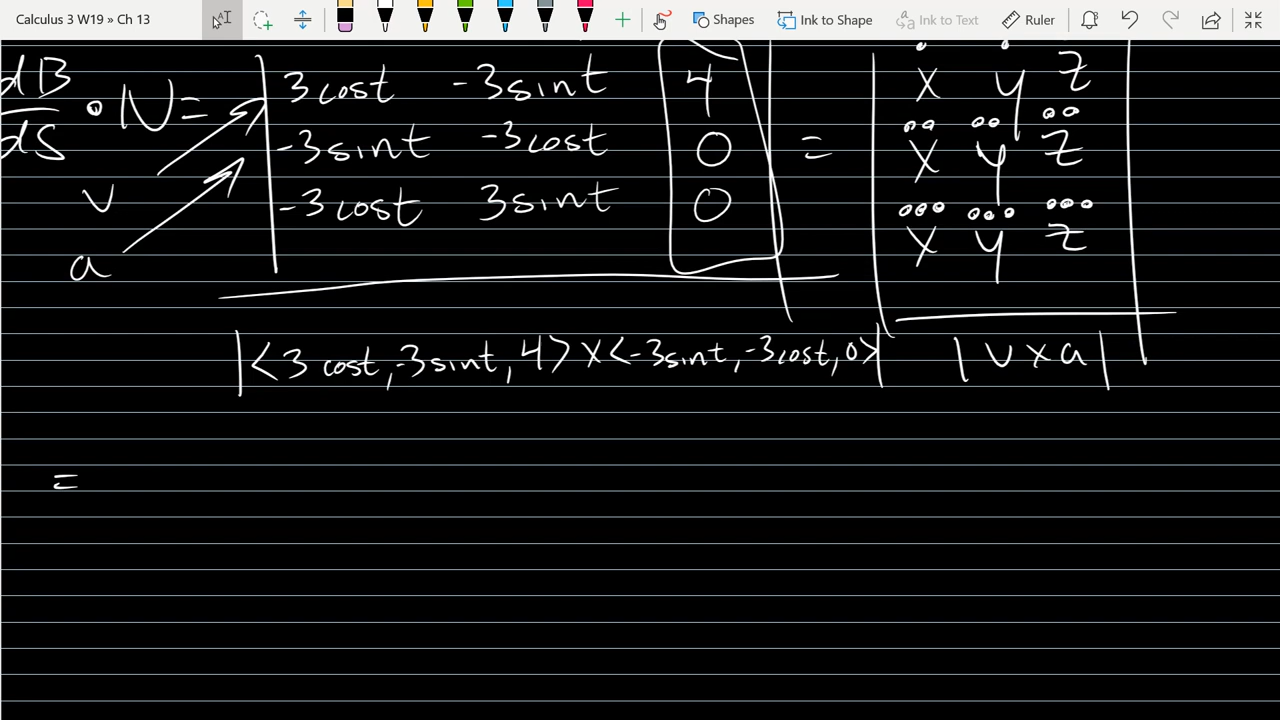 Calculus 3 W19 » Ch 13
Shapes
Ink to Shape
Ink to Text
Ruler
dB/dS • N =
v
a
| 3cost -3sint 4 |
| -3sint -3cost 0 |
| -3cost 3sint 0 |
|<3cost, -3sint, 4> X <-3sint, -3cost, 0>|
=
| ẋ ẏ ż |
| ẍ ÿ z̈ |
| x⃛ y⃛ z⃛ |
| v x a |
=